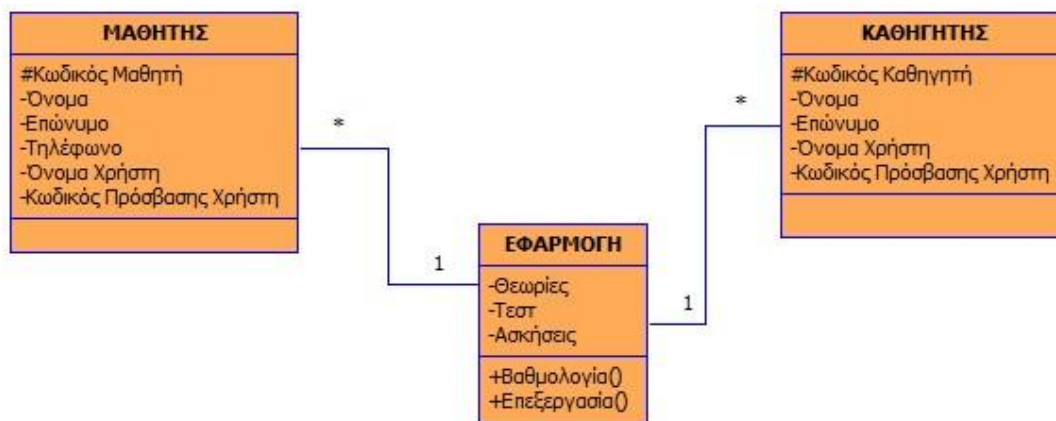 ΜΑΘΗΤΗΣ
#Κωδικός Μαθητή
-Όνομα
-Επώνυμο
-Τηλέφωνο
-Όνομα Χρήστη
-Κωδικός Πρόσβασης Χρήστη
*
1
ΚΑΘΗΓΗΤΗΣ
#Κωδικός Καθηγητή
-Όνομα
-Επώνυμο
-Όνομα Χρήστη
-Κωδικός Πρόσβασης Χρήστη
*
1
ΕΦΑΡΜΟΓΗ
-Θεωρίες
-Τεστ
-Ασκήσεις
+Βαθμολογία()
+Επεξεργασία()